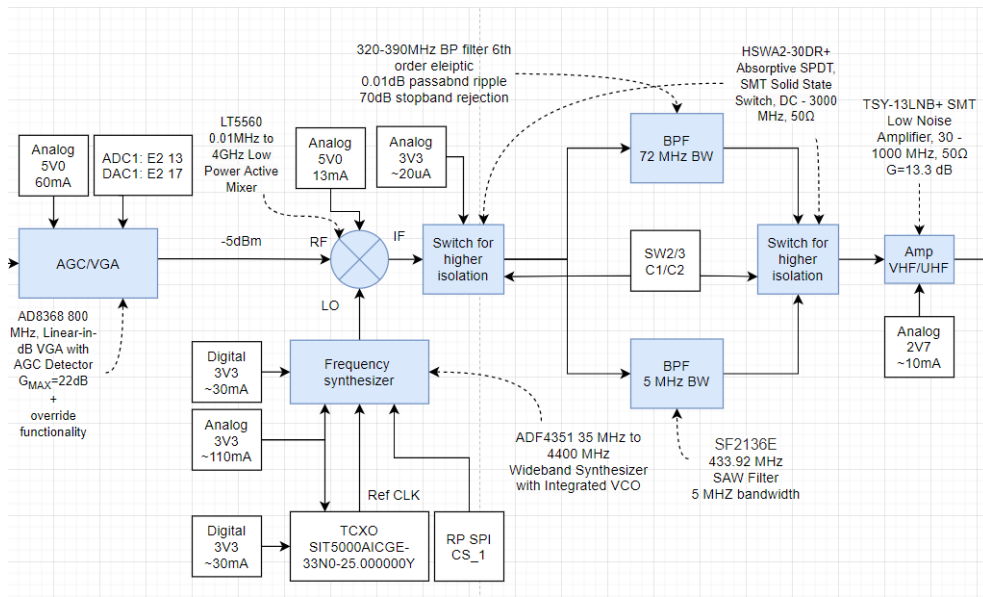 320-390MHz BP filter 6th
order eleiptic
0.01dB passabnd ripple
70dB stopband rejection
HSWA2-30DR+
Absorptive SPDT,
SMT Solid State
Switch, DC - 3000
MHz, 50Ω
TSY-13LNB+ SMT
Low Noise
Amplifier, 30 -
1000 MHz, 50Ω
G=13.3 dB
LT5560
0.01MHz to
4GHz Low
Power Active
Mixer
Analog
5V0
60mA
ADC1: E2 13
DAC1: E2 17
Analog
5V0
13mA
Analog
3V3
~20uA
BPF
72 MHz BW
AGC/VGA
-5dBm
RF
IF
LO
Switch for
higher
isolation
SW2/3
C1/C2
Switch for
higher
isolation
Amp
VHF/UHF
AD8368 800
MHz, Linear-in-
dB VGA with
AGC Detector
GMAX=22dB
+
override
functionality
Digital
3V3
~30mA
Frequency
synthesizer
BPF
5 MHz BW
Analog
2V7
~10mA
Analog
3V3
~110mA
ADF4351 35 MHz to
4400 MHz
Wideband Synthesizer
with Integrated VCO
SF2136E
433.92 MHz
SAW Filter
5 MHZ bandwidth
Ref CLK
Digital
3V3
~30mA
TCXO
SIT5000AICGE-
33N0-25.000000Y
RP SPI
CS_1